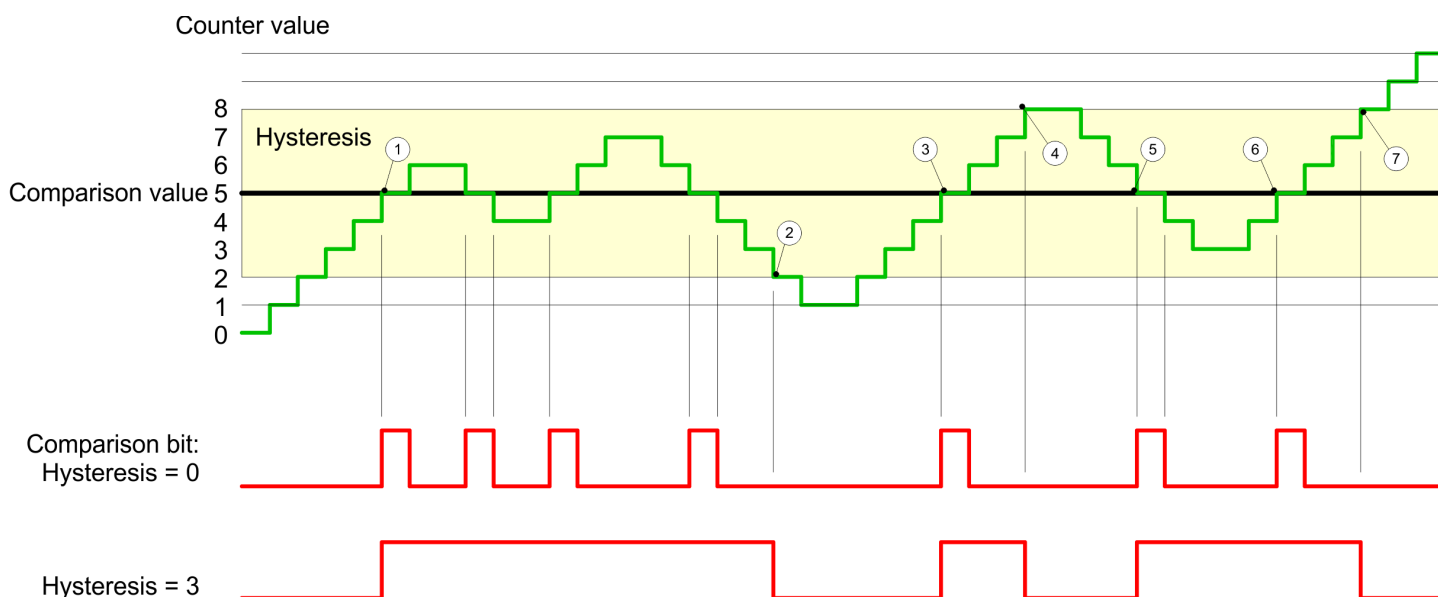 Counter value
8
7
Hysteresis
1
3
4
5
6
7
6
Comparison value 5
4
3
2
2
1
0
Comparison bit:
Hysteresis = 0
Hysteresis = 3